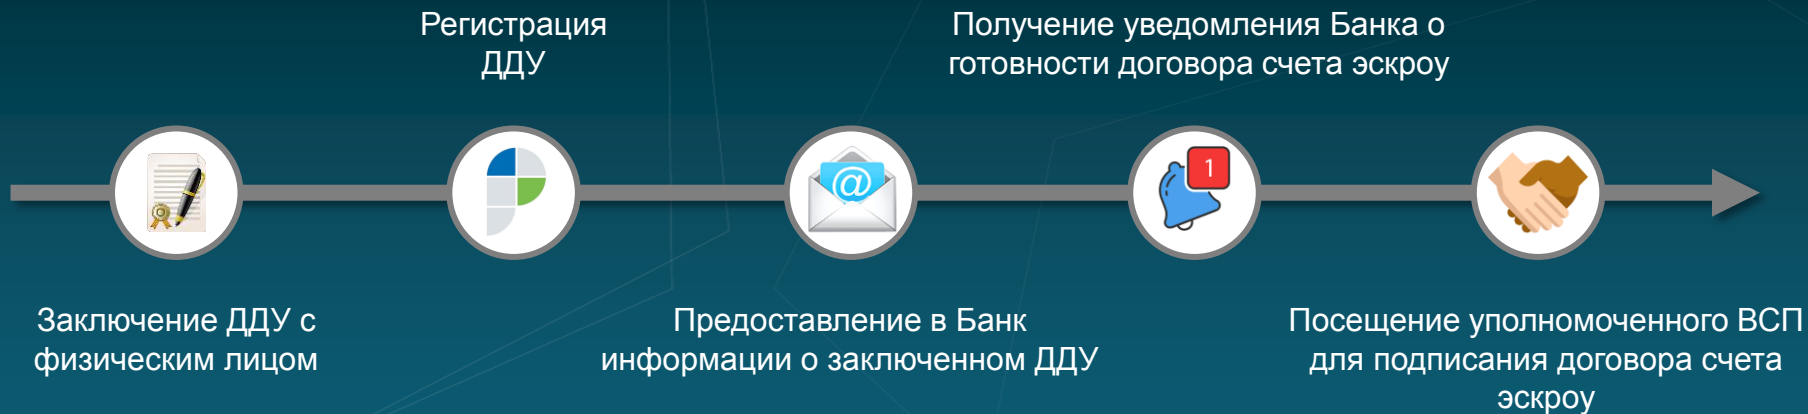 Регистрация
ДДУ
Получение уведомления Банка о
готовности договора счета эскроу
@
1
Заключение ДДУ с
физическим лицом
Предоставление в Банк
информации о заключенном ДДУ
Посещение уполномоченного ВСП
для подписания договора счета
эскроу